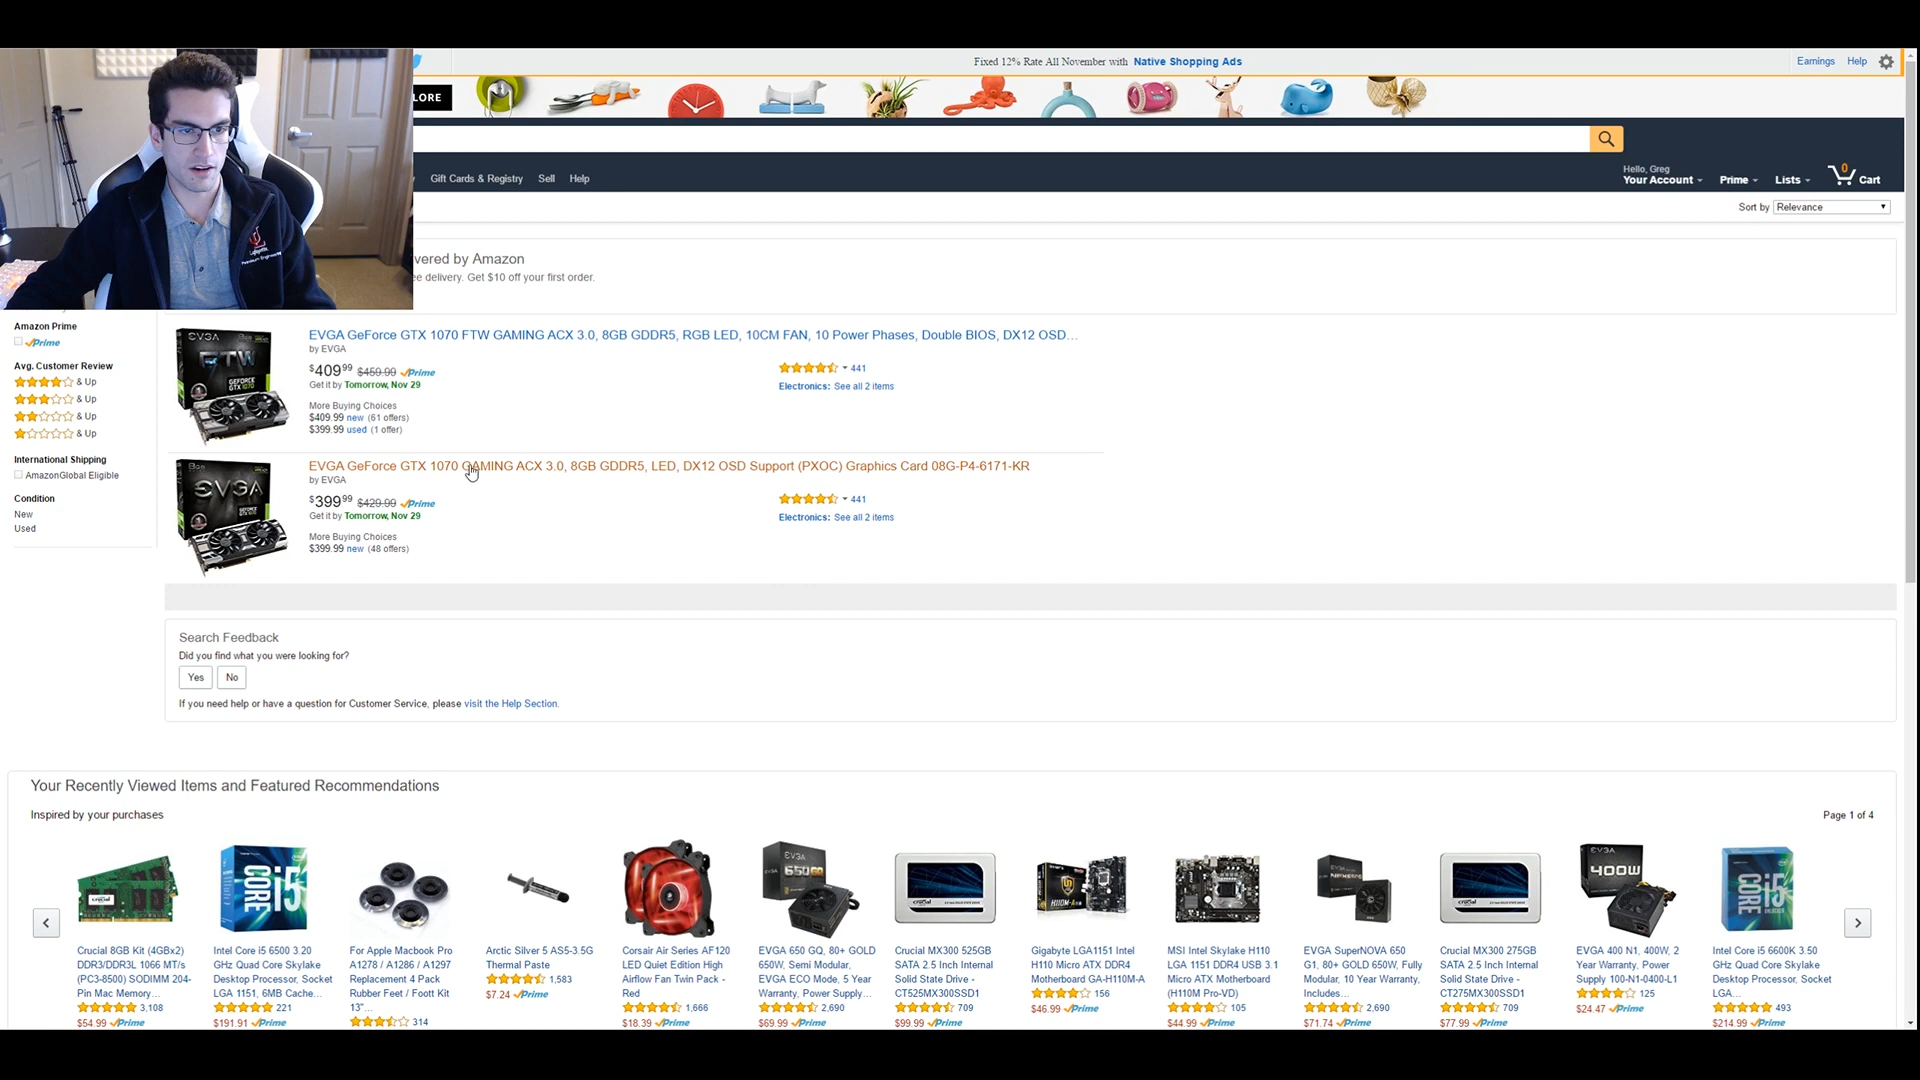 Fixed 12% Rate All November with Native Shopping Ads
Earnings Help
LORE
Gift Cards & Registry Sell Help
Hello, Greg
Your Account Prime Lists 0 Cart
Sort by Relevance
vered by Amazon
ee delivery. Get $10 off your first order.
Amazon Prime
Prime
Avg. Customer Review
& Up
& Up
& Up
& Up
International Shipping
AmazonGlobal Eligible
Condition
New
Used
EVGA
FTW
GEFORCE
GTX 1070
EVGA GeForce GTX 1070 FTW GAMING ACX 3.0, 8GB GDDR5, RGB LED, 10CM FAN, 10 Power Phases, Double BIOS, DX12 OSD...
by EVGA
$409.99 $459.99 Prime
Get it by Tomorrow, Nov 29
More Buying Choices
$409.99 new (61 offers)
$399.99 used (1 offer)
441
Electronics: See all 2 items
EVGA
EVGA GeForce GTX 1070 GAMING ACX 3.0, 8GB GDDR5, LED, DX12 OSD Support (PXOC) Graphics Card 08G-P4-6171-KR
by EVGA
$399.99 $429.99 Prime
Get it by Tomorrow, Nov 29
More Buying Choices
$399.99 new (48 offers)
441
Electronics: See all 2 items
Search Feedback
Did you find what you were looking for?
Yes No
If you need help or have a question for Customer Service, please visit the Help Section.
Your Recently Viewed Items and Featured Recommendations
Inspired by your purchases
Page 1 of 4
Crucial 8GB Kit (4GBx2)
DDR3/DDR3L 1066 MT/s
(PC3-8500) SODIMM 204-
Pin Mac Memory...
3,108
$54.99 Prime
CORE i5
Intel Core i5 6500 3.20
GHz Quad Core Skylake
Desktop Processor, Socket
LGA 1151, 6MB Cache...
221
$191.91 Prime
For Apple Macbook Pro
A1278 / A1286 / A1297
Replacement 4 Pack
Rubber Feet / Foott Kit
13"...
314
Arctic Silver 5 AS5-3.5G
Thermal Paste
1,583
$7.24 Prime
Corsair Air Series AF120
LED Quiet Edition High
Airflow Fan Twin Pack -
Red
1,666
$18.39 Prime
EVGA
650 GQ
EVGA 650 GQ, 80+ GOLD
650W, Semi Modular,
EVGA ECO Mode, 5 Year
Warranty, Power Supply...
2,690
$69.99 Prime
Crucial MX300 525GB
SATA 2.5 Inch Internal
Solid State Drive -
CT525MX300SSD1
709
$99.99 Prime
Gigabyte LGA1151 Intel
H110 Micro ATX DDR4
Motherboard GA-H110M-A
156
$46.99 Prime
MSI Intel Skylake H110
LGA 1151 DDR4 USB 3.1
Micro ATX Motherboard
(H110M Pro-VD)
105
$44.99 Prime
EVGA SuperNOVA 650
G1, 80+ GOLD 650W, Fully
Modular, 10 Year Warranty,
Includes...
2,690
$71.74 Prime
Crucial MX300 275GB
SATA 2.5 Inch Internal
Solid State Drive -
CT275MX300SSD1
709
$77.99 Prime
EVGA
400W
EVGA 400 N1, 400W, 2
Year Warranty, Power
Supply 100-N1-0400-L1
125
$24.47 Prime
CORE i5
Intel Core i5 6600K 3.50
GHz Quad Core Skylake
Desktop Processor, Socket
LGA...
493
$214.99 Prime